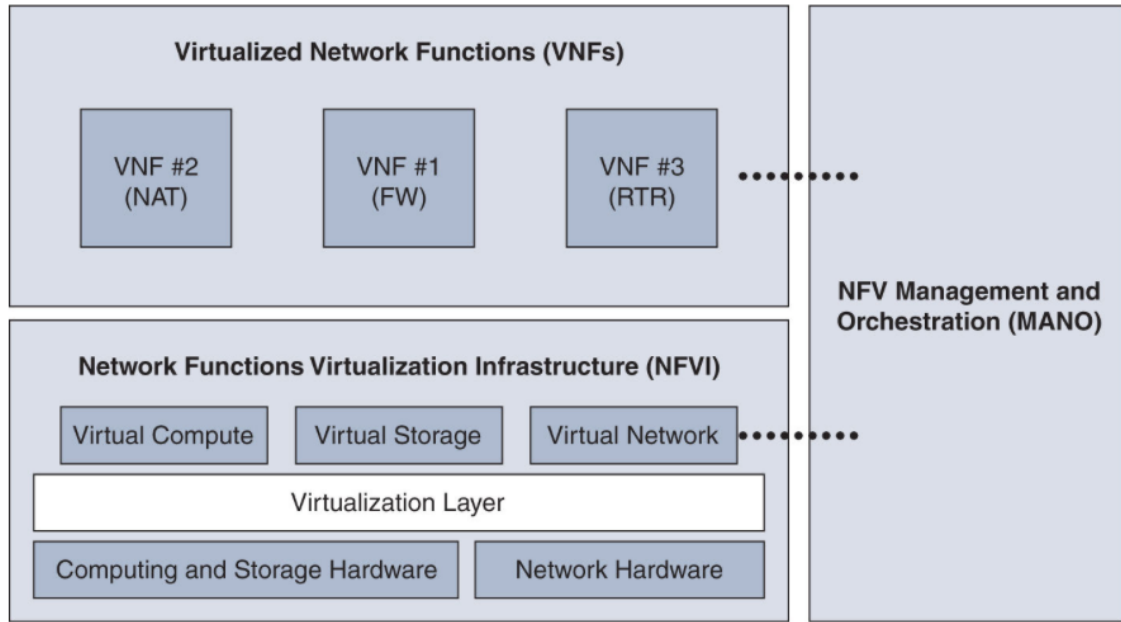 Virtualized Network Functions (VNFs)
VNF #2
(NAT)
VNF #1
(FW)
VNF #3
(RTR)
NFV Management and
Orchestration (MANO)
Network Functions Virtualization Infrastructure (NFVI)
Virtual Compute
Virtual Storage
Virtual Network
Virtualization Layer
Computing and Storage Hardware
Network Hardware